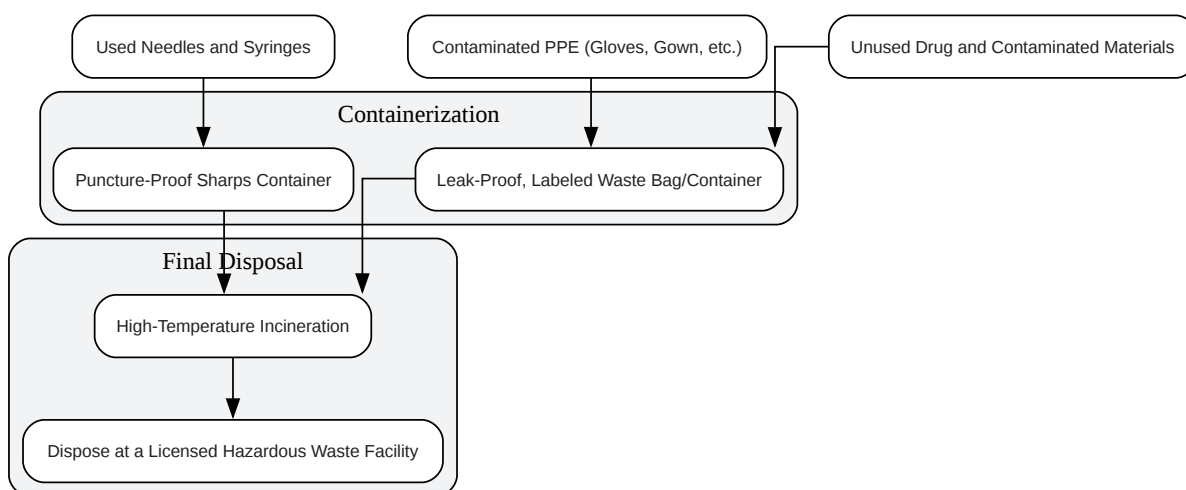 Used Needles and Syringes
Contaminated PPE (Gloves, Gown, etc.)
Unused Drug and Contaminated Materials
Containerization
Puncture-Proof Sharps Container
Leak-Proof, Labeled Waste Bag/Container
Final Disposal
High-Temperature Incineration
Dispose at a Licensed Hazardous Waste Facility